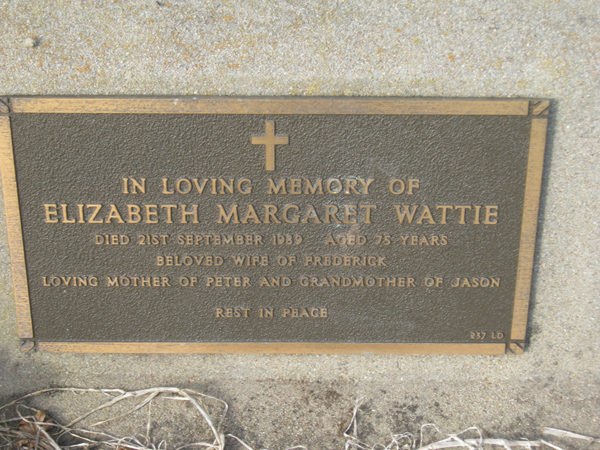 IN LOVING MEMORY OF
ELIZABETH MARGARET WATTIE
DIED 21ST SEPTEMBER 1989 AGED 75 YEARS
BELOVED WIFE OF FREDERICK
LOVING MOTHER OF PETER AND GRANDMOTHER OF JASON
REST IN PEACE
237 LD